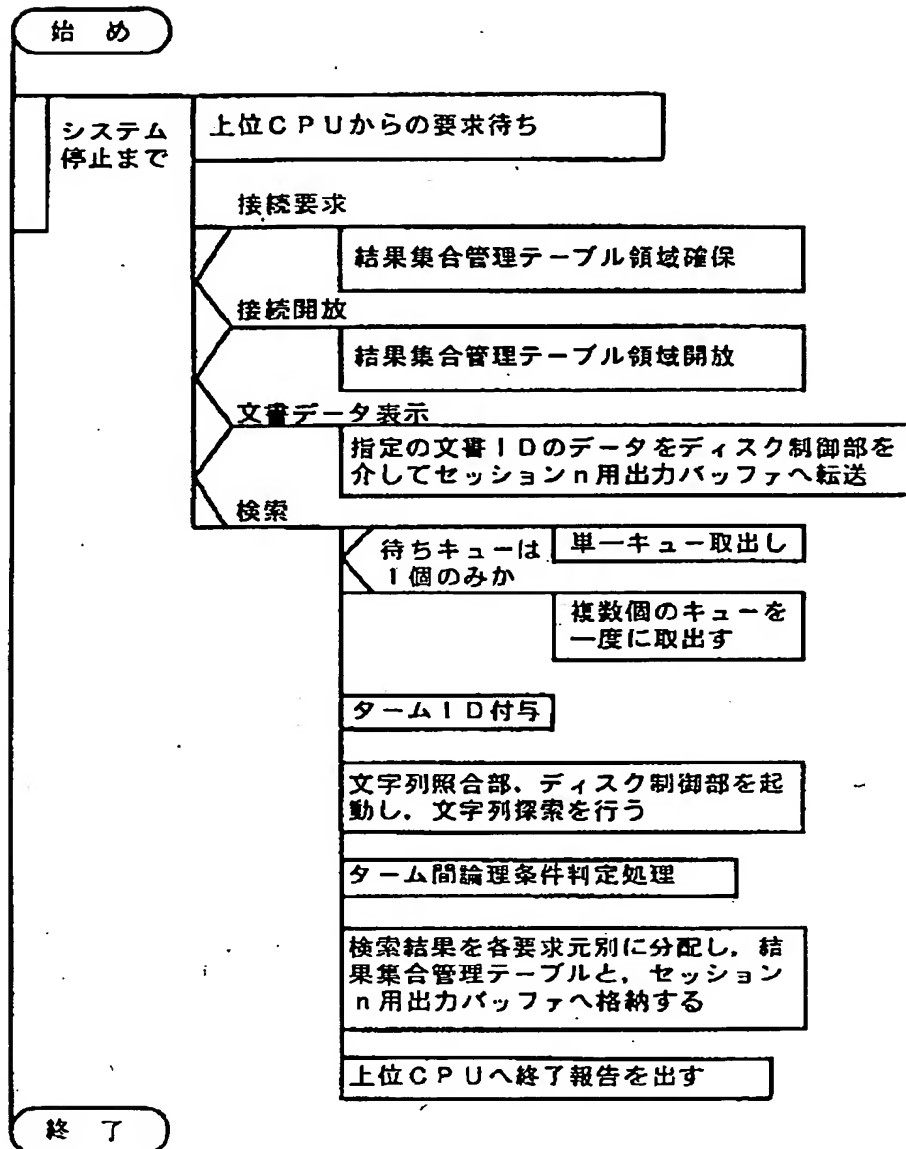 始 め
システム
停止まで
上位CPUからの要求待ち
接続要求
結果集合管理テーブル領域確保
接続開放
結果集合管理テーブル領域開放
文書データ表示
指定の文書IDのデータをディスク制御部を
介してセッションn用出力バッファへ転送
検索
待ちキューは
1個のみか
単一キュー取出し
複数個のキューを
一度に取出す
タームID付与
文字列照合部、ディスク制御部を起
動し、文字列探索を行う
ターム間論理条件判定処理
検索結果を各要求元別に分配し、結
果集合管理テーブルと、セッション
n用出力バッファへ格納する
上位CPUへ終了報告を出す
終 了